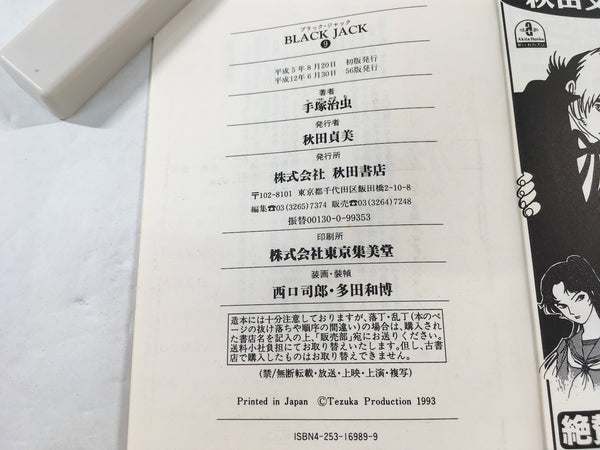 ブラック・ジャック
BLACK JACK
9
平成5年8月20日 初版発行
平成12年6月30日 56版発行
著者
手塚治虫
発行者
秋田貞美
発行所
株式会社 秋田書店
〒102-8101 東京都千代田区飯田橋2-10-8
編集☎03(3265)7374 販売☎03(3264)7248
振替00130-0-99353
印刷所
株式会社東京集美堂
装画・装幀
西口司郎・多田和博
造本には十分注意しておりますが、落丁・乱丁(本のペ
ージの抜け落ちや順序の間違い)の場合は、購入された
書店名を記入の上、「販売部」宛にお送りください。
送料小社負担にてお取り替えいたします。但し、古書
店で購入したものはお取り替えできません。
(禁/無断転載・放送・上映・上演・複写)
Printed in Japan ©Tezuka Production 1993
ISBN4-253-16989-9
秋田文
a
Akita Bunko
絶賛